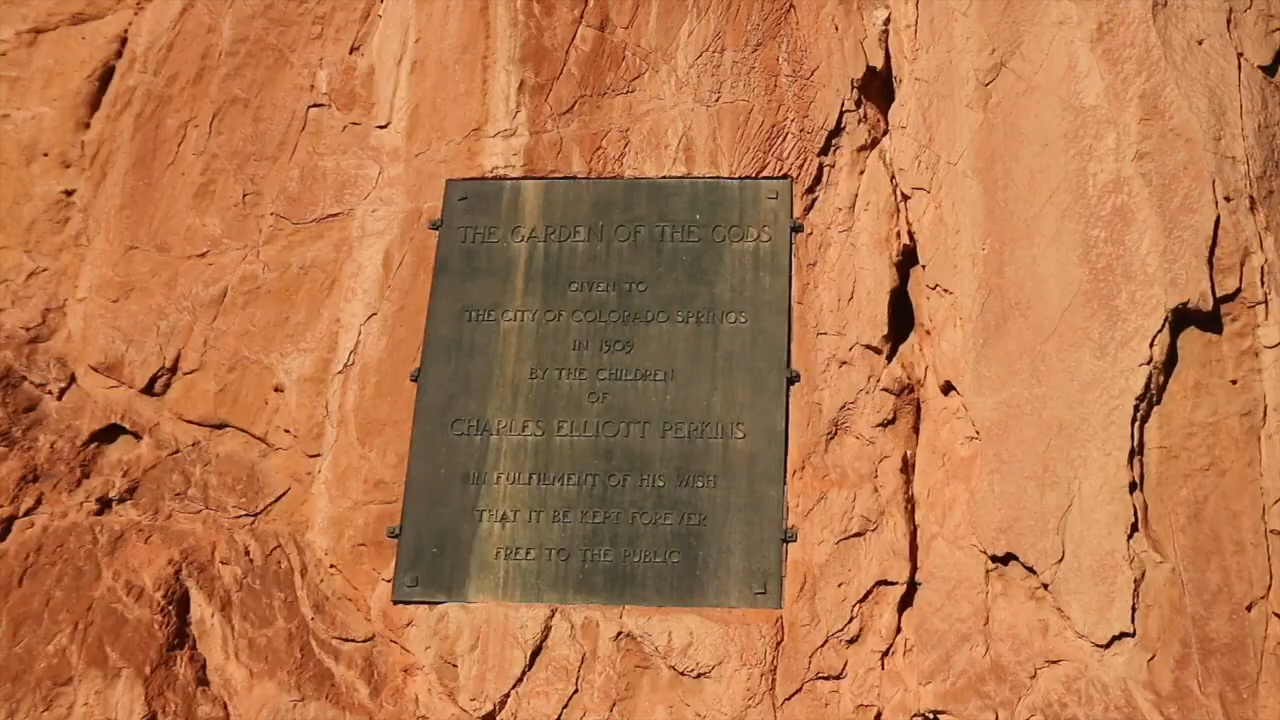 THE GARDEN OF THE GODS
GIVEN TO
THE CITY OF COLORADO SPRINGS
IN 1909
BY THE CHILDREN
OF
CHARLES ELLIOTT PERKINS
IN FULFILMENT OF HIS WISH
THAT IT BE KEPT FOREVER
FREE TO THE PUBLIC